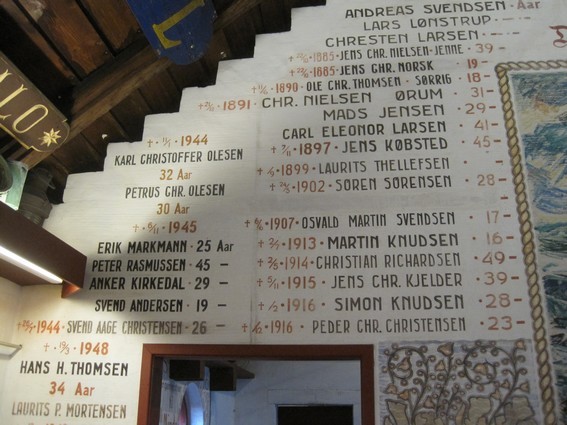 ANDREAS SVENDSEN · Aar
LARS LØNSTRUP
CHRESTEN LARSEN
1885 · JENS CHR. NIELSEN-JENNE · 39 -
1885 · JENS CHR. NORSK · 19 -
1890 · OLE CHR. THOMSEN · SØRRIG · 18 -
1891 CHR. NIELSEN ØRUM · 31 -
MADS JENSEN · 29 -
CARL ELEONOR LARSEN · 41 -
1897 · JENS KØBSTED · 45 -
1899 · LAURITS THELLEFSEN
1902 · SØREN SØRENSEN · 28 -
1907 · OSVALD MARTIN SVENDSEN · 17 -
1913 · MARTIN KNUDSEN · 16 -
1914 · CHRISTIAN RICHARDSEN · 49 -
1915 · JENS CHR. KJELDER · 39 -
1916 · SIMON KNUDSEN · 28 -
1916 · PEDER CHR. CHRISTENSEN · 23 -
1944
KARL CHRISTOFFER OLESEN
32 Aar
PETRUS CHR. OLESEN
30 Aar
1945
ERIK MARKMANN · 25 Aar
PETER RASMUSSEN · 45 -
ANKER KIRKEDAL · 29 -
SVEND ANDERSEN · 19 -
1944 · SVEND AAGE CHRISTENSEN · 26 -
1948
HANS H. THOMSEN
34 Aar
LAURITS P. MORTENSEN
LLO
L